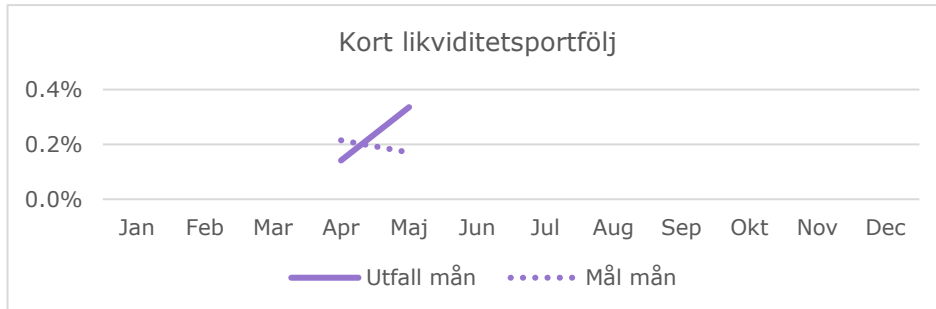 Kort likviditetsportfölj
0.4%
0.2%
0.0%
Jan Feb Mar Apr Maj Jun Jul Aug Sep Okt Nov Dec
Utfall mån Mål mån